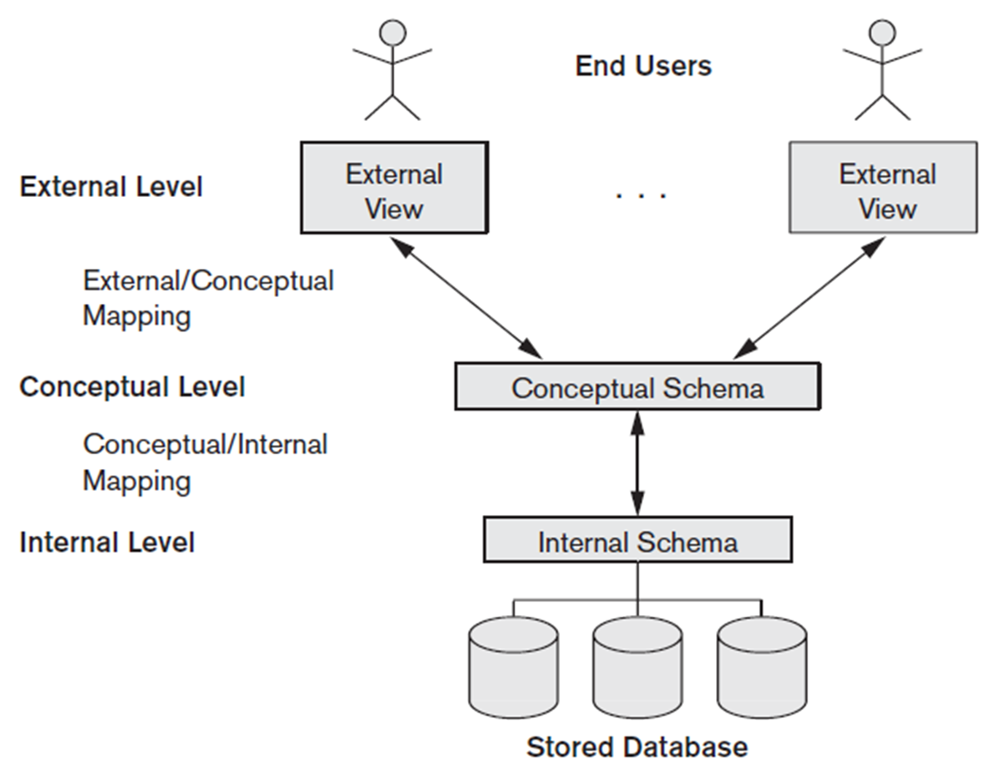 End Users
External Level
External
View
. . .
External
View
External/Conceptual
Mapping
Conceptual Level
Conceptual Schema
Conceptual/Internal
Mapping
Internal Level
Internal Schema
Stored Database